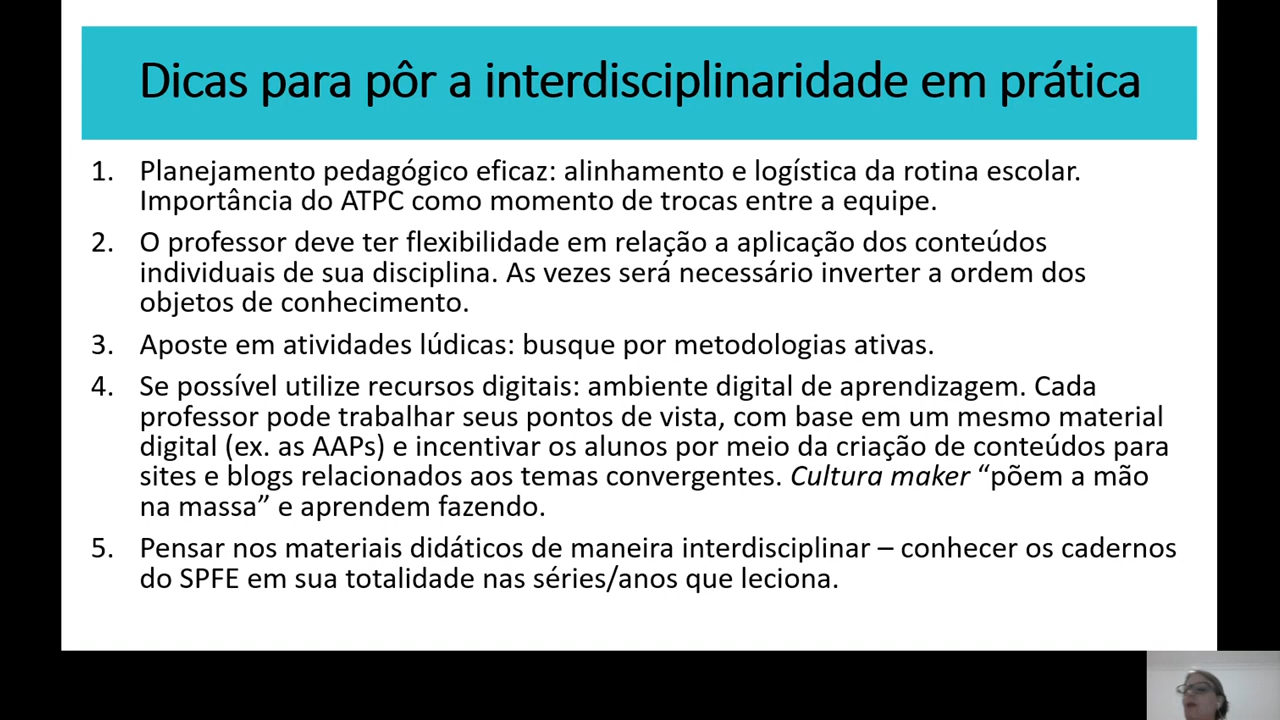 Dicas para pôr a interdisciplinaridade em prática
1. Planejamento pedagógico eficaz: alinhamento e logística da rotina escolar.
Importância do ATPC como momento de trocas entre a equipe.
2. O professor deve ter flexibilidade em relação a aplicação dos conteúdos
individuais de sua disciplina. As vezes será necessário inverter a ordem dos
objetos de conhecimento.
3. Aposte em atividades lúdicas: busque por metodologias ativas.
4. Se possível utilize recursos digitais: ambiente digital de aprendizagem. Cada
professor pode trabalhar seus pontos de vista, com base em um mesmo material
digital (ex. as AAPs) e incentivar os alunos por meio da criação de conteúdos para
sites e blogs relacionados aos temas convergentes. Cultura maker “põem a mão
na massa” e aprendem fazendo.
5. Pensar nos materiais didáticos de maneira interdisciplinar – conhecer os cadernos
do SPFE em sua totalidade nas séries/anos que leciona.